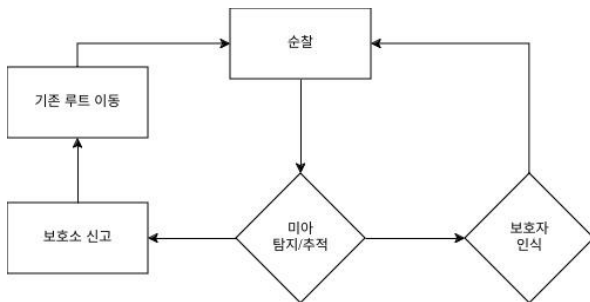 순찰
기존 루트 이동
보호소 신고
미아
탐지/추적
보호자
인식